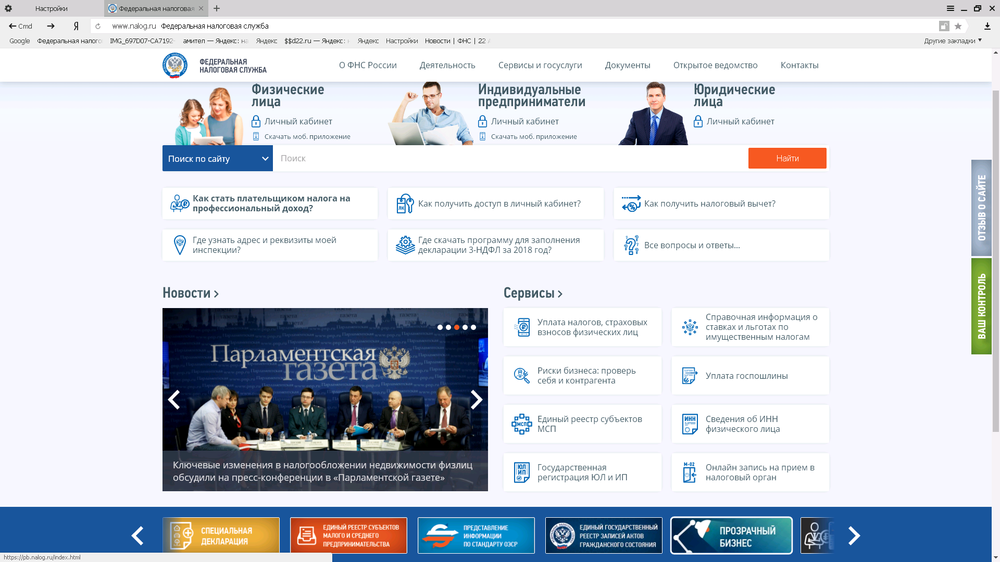 Настройки
Федеральная налоговая
Cmd
Я
www.nalog.ru Федеральная налоговая служба
Google
Федеральная налого
IMG_697D07-CA7192-
амител — Яндекс: на
Яндекс
$$d22.ru — Яндекс:
Яндекс
Настройки
Новости | ФНС | 22
Другие закладки
ФЕДЕРАЛЬНАЯ
НАЛОГОВАЯ СЛУЖБА
О ФНС России
Деятельность
Сервисы и госуслуги
Документы
Открытое ведомство
Контакты
Физические
лица
Личный кабинет
Скачать моб. приложение
Индивидуальные
предприниматели
Личный кабинет
Скачать моб. приложение
Юридические
лица
Личный кабинет
Поиск по сайту
Поиск
Найти
Как стать плательщиком налога на
профессиональный доход?
ЛК
Как получить доступ в личный кабинет?
Как получить налоговый вычет?
Где узнать адрес и реквизиты моей
инспекции?
Где скачать программу для заполнения
декларации 3-НДФЛ за 2018 год?
Все вопросы и ответы...
ОТЗЫВ О САЙТЕ
ВАШ КОНТРОЛЬ
Новости
Парламентская
газета
Ключевые изменения в налогообложении недвижимости физлиц
обсудили на пресс-конференции в «Парламентской газете»
Сервисы
Уплата налогов, страховых
взносов физических лиц
Справочная информация о
ставках и льготах по
имущественным налогам
Риски бизнеса: проверь
себя и контрагента
Уплата госпошлины
МСП
Единый реестр субъектов
МСП
ИНН
Сведения об ИНН
физического лица
ЮЛ
ИП
Государственная
регистрация ЮЛ и ИП
М-02
Онлайн запись на прием в
налоговый орган
СПЕЦИАЛЬНАЯ
ДЕКЛАРАЦИЯ
ЕДИНЫЙ РЕЕСТР СУБЪЕКТОВ
МАЛОГО И СРЕДНЕГО
ПРЕДПРИНИМАТЕЛЬСТВА
ПРЕДСТАВЛЕНИЕ
ИНФОРМАЦИИ
ПО СТАНДАРТУ ОЭСР
ЕДИНЫЙ ГОСУДАРСТВЕННЫЙ
РЕЕСТР ЗАПИСЕЙ АКТОВ
ГРАЖДАНСКОГО СОСТОЯНИЯ
ПРОЗРАЧНЫЙ
БИЗНЕС
https://pb.nalog.ru/index.html